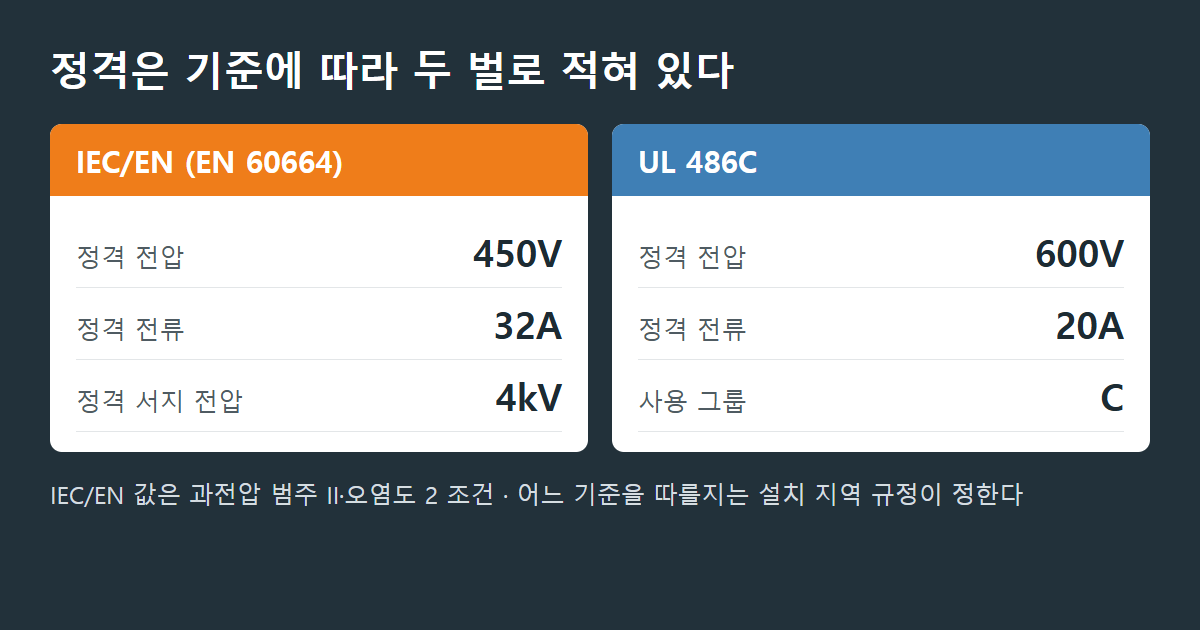 정격은 기준에 따라 두 벌로 적혀 있다
IEC/EN (EN 60664)
정격 전압 450V
정격 전류 32A
정격 서지 전압 4kV
UL 486C
정격 전압 600V
정격 전류 20A
사용 그룹 C
IEC/EN 값은 과전압 범주 II·오염도 2 조건 · 어느 기준을 따를지는 설치 지역 규정이 정한다